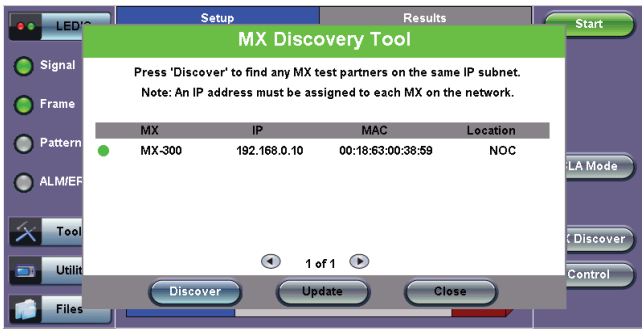 LED'S
Setup
Results
Start
MX Discovery Tool
Signal
Press 'Discover' to find any MX test partners on the same IP subnet.
Note: An IP address must be assigned to each MX on the network.
Frame
MX IP MAC Location
Pattern
MX-300 192.168.0.10 00:18:63:00:38:59 NOC
LA Mode
ALM/ER
Tool
X Discover
1 of 1
Utilit
Control
Discover Update Close
Files